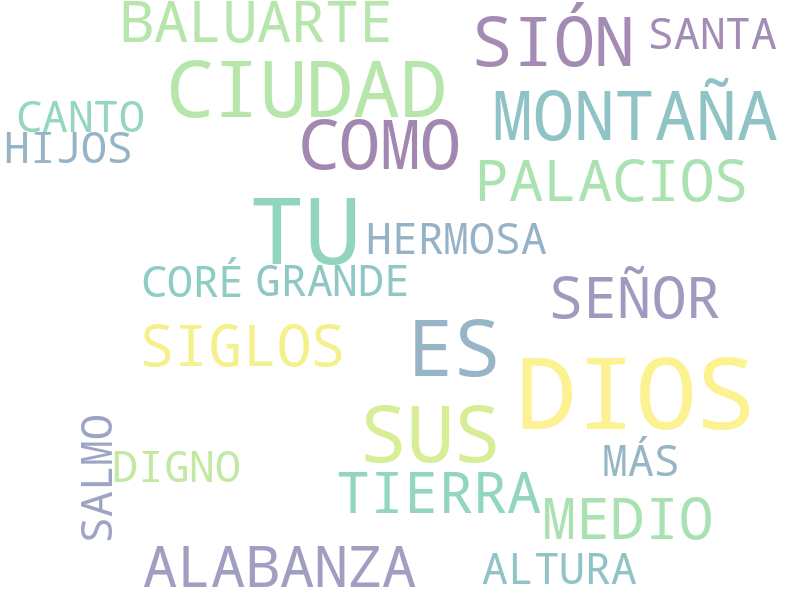 BALUARTE
SIÓN
SANTA
CIUDAD
MONTAÑA
CANTO
HIJOS
COMO
PALACIOS
TU
HERMOSA
CORÉ
GRANDE
SEÑOR
SIGLOS
ES
DIOS
SUS
SALMO
DIGNO
MÁS
TIERRA
MEDIO
ALABANZA
ALTURA